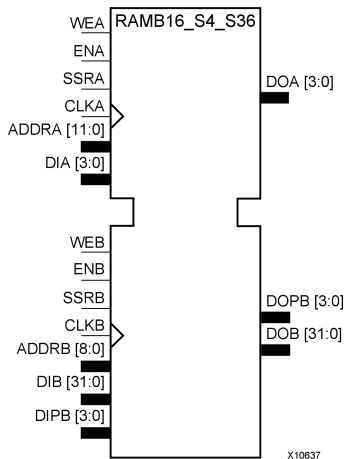 RAMB16_S4_S36
WEA
ENA
SSRA
CLKA
ADDRA [11:0]
DIA [3:0]
DOA [3:0]
WEB
ENB
SSRB
CLKB
ADDRB [8:0]
DIB [31:0]
DIPB [3:0]
DOPB [3:0]
DOB [31:0]
X10637